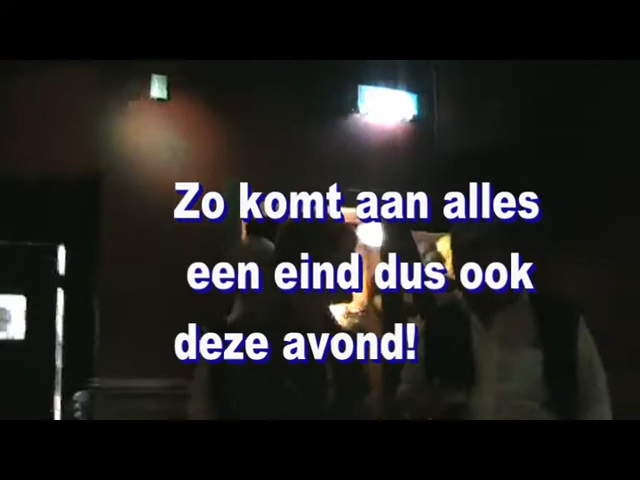 Zo komt aan alles
een eind dus ook
deze avond!